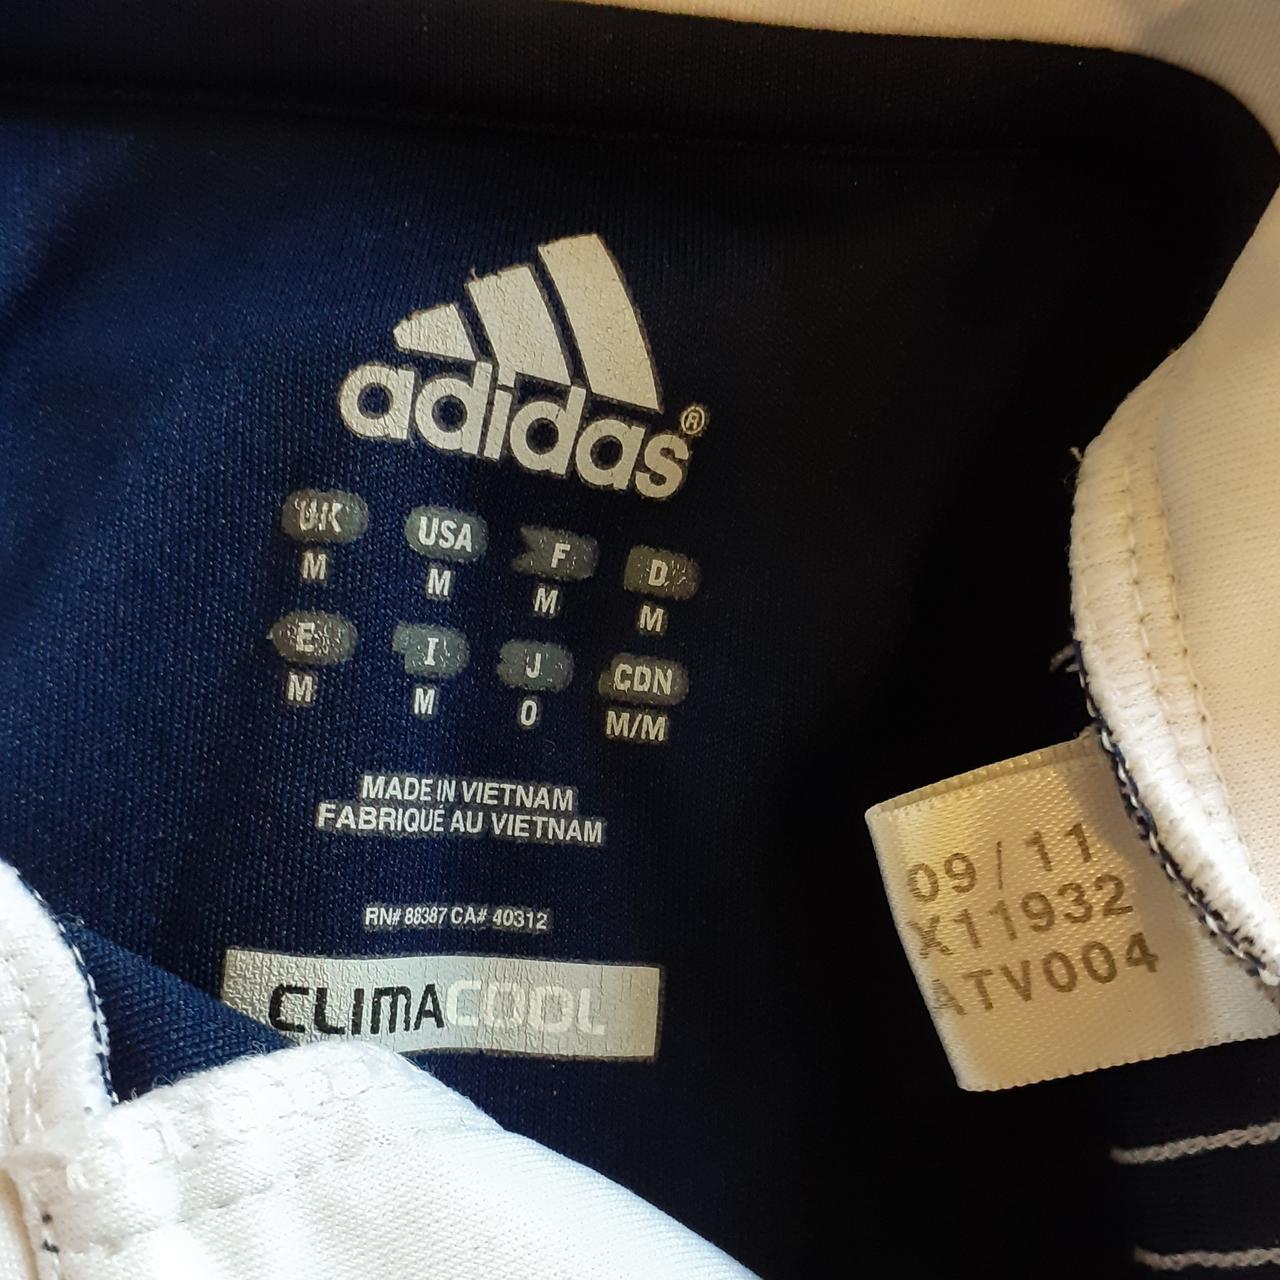 adidas®
UK USA F D
M M M M
E I J CDN
M M O M/M
MADE IN VIETNAM
FABRIQUÉ AU VIETNAM
RN# 88387 CA# 40312
CLIMACOOL
09/11
X11932
ATV004